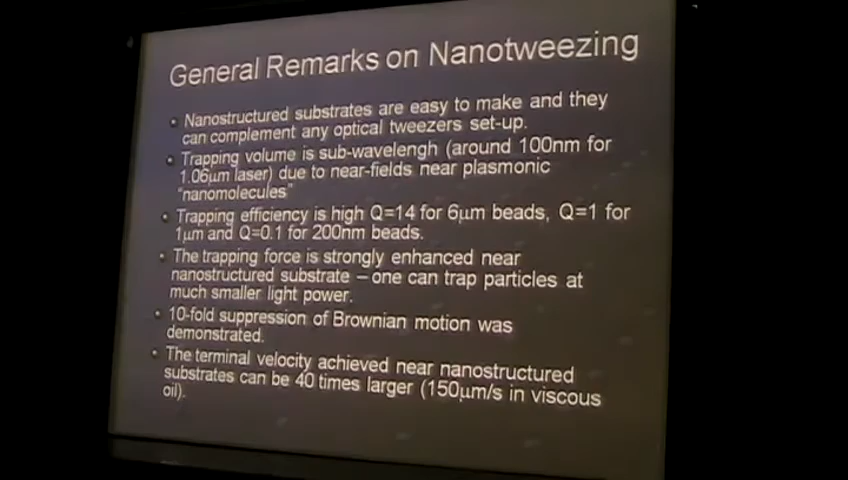 General Remarks on Nanotweezing
• Nanostructured substrates are easy to make and they
can complement any optical tweezers set-up.
• Trapping volume is sub-wavelengh (around 100nm for
1.06μm laser) due to near-fields near plasmonic
"nanomolecules"
• Trapping efficiency is high Q=14 for 6μm beads, Q=1 for
1μm and Q=0.1 for 200nm beads.
• The trapping force is strongly enhanced near
nanostructured substrate – one can trap particles at
much smaller light power.
• 10-fold suppression of Brownian motion was
demonstrated.
• The terminal velocity achieved near nanostructured
substrates can be 40 times larger (150μm/s in viscous
oil).